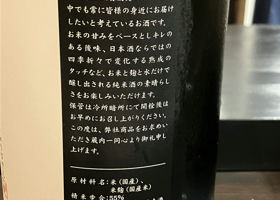 中でも常に皆様の身近にお届け
したいと考えているお酒です。
お米の甘みをベースとしキレの
ある後味、日本酒ならではの
四季折々で変化する熟成の
タッチなど、お米と麹と水だけで
醸し出される純米酒の素晴らし
さをお楽しみいただけます。
保管は冷所暗所にて開栓後は
お早めにお召し上がりください。
この度は、弊社商品をお求めい
ただき蔵内一同心より御礼申し
上げます。
原材料名：米(国産)、
米麹(国産米)
精米歩合：55%